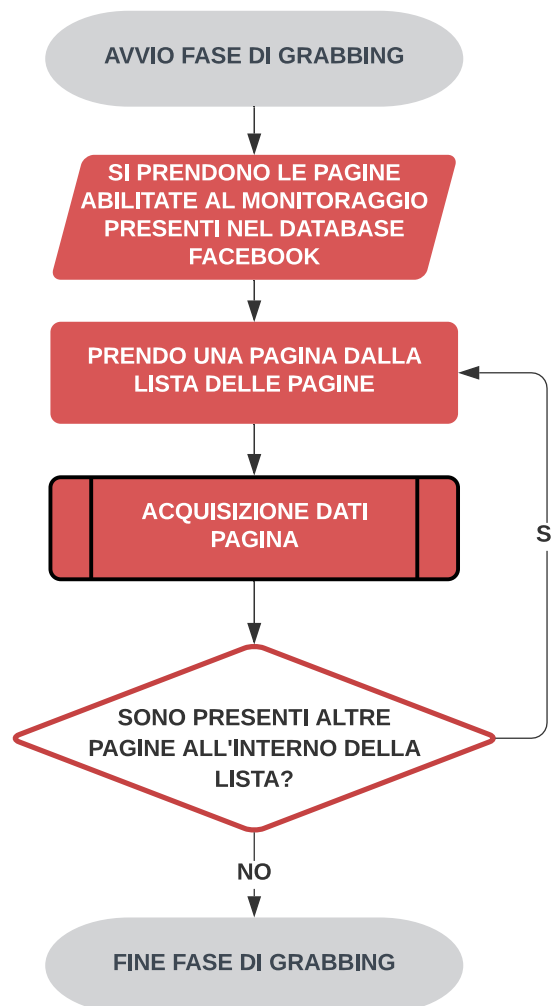 AVVIO FASE DI GRABBING
SI PRENDONO LE PAGINE
ABILITATE AL MONITORAGGIO
PRESENTI NEL DATABASE
FACEBOOK
PRENDO UNA PAGINA DALLA
LISTA DELLE PAGINE
ACQUISIZIONE DATI
PAGINA
S
SONO PRESENTI ALTRE
PAGINE ALL'INTERNO DELLA
LISTA?
NO
FINE FASE DI GRABBING